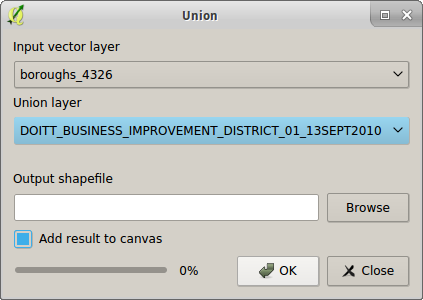 Union
Input vector layer
boroughs_4326
Union layer
DOITT_BUSINESS_IMPROVEMENT_DISTRICT_01_13SEPT2010
Output shapefile
Browse
Add result to canvas
0%
OK
Close